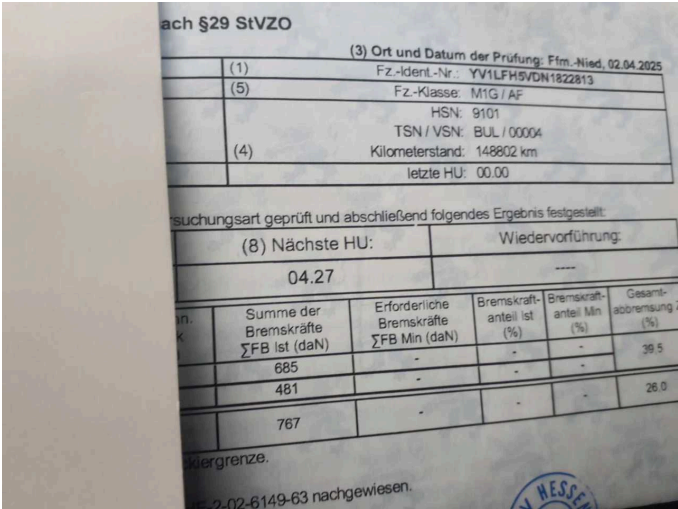 ach §29 StVZO
(3) Ort und Datum der Prüfung: Ffm.-Nied, 02.04.2025
(1) Fz.-Ident.-Nr.: YV1LFH5VDN1822813
(5) Fz.-Klasse: M1G / AF
HSN: 9101
TSN / VSN: BUL / 00004
(4) Kilometerstand: 148802 km
letzte HU: 00.00
rsuchungsart geprüft und abschließend folgendes Ergebnis festgestellt:
(8) Nächste HU: Wiedervorführung:
04.27 ----
nn. Summe der Erforderliche Bremskraft- Bremskraft- Gesamt-
k Bremskräfte Bremskräfte anteil Ist anteil Min abbremsung Z
∑FB Ist (daN) ∑FB Min (daN) (%) (%) (%)
685 - - - 39,5
481 - - -
767 - - - 26,0
kiergrenze.
-2-02-6149-63 nachgewiesen.
HESSEN